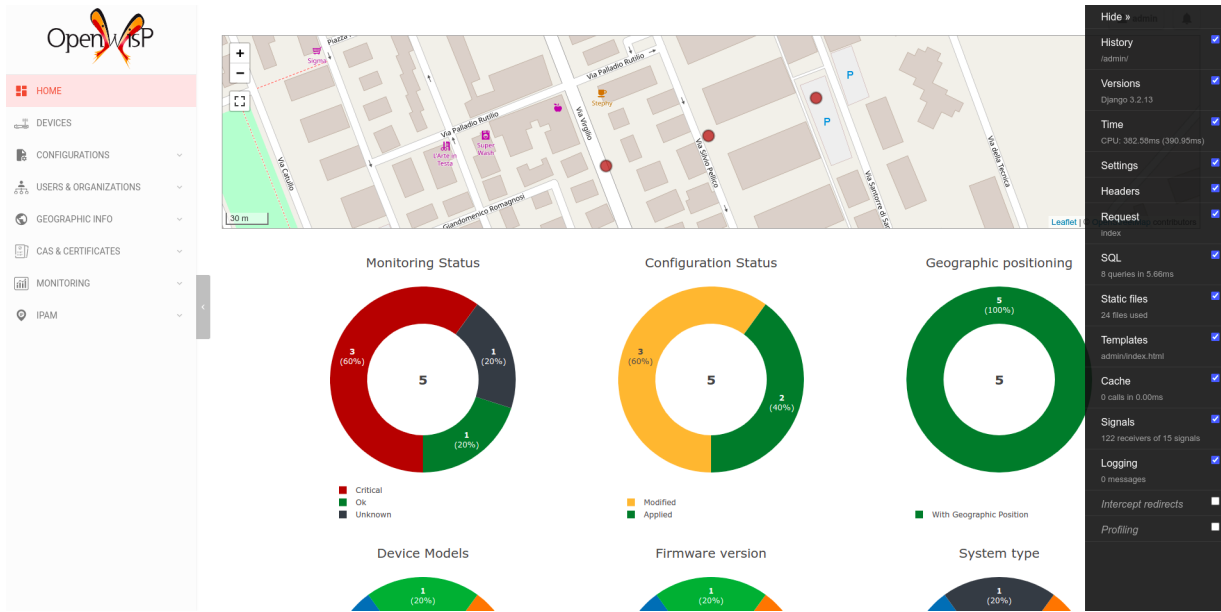 OpenWISP
HOME
DEVICES
CONFIGURATIONS
USERS & ORGANIZATIONS
GEOGRAPHIC INFO
CAS & CERTIFICATES
MONITORING
IPAM
+
−
30 m
Sigma
Via Palladio Rutilio
Stepny
Via Virgilio
Via Palladio Rutilio
L'Arte in
Testa
Super
Wash
Via Catullo
Giandomenico Romagnosi
Via Silvio Pellico
P
P
Via della Tecnica
Via Santorre di
Leaflet
Monitoring Status
3
(60%)
1
(20%)
1
(20%)
5
Critical
Ok
Unknown
Configuration Status
3
(60%)
2
(40%)
5
Modified
Applied
Geographic positioning
5
(100%)
5
With Geographic Position
Device Models
1
(20%)
Firmware version
1
(20%)
System type
1
(20%)
Hide »
History
/admin/
Versions
Django 3.2.13
Time
CPU: 382.58ms (390.95ms)
Settings
Headers
Request
index
SQL
8 queries in 5.66ms
Static files
24 files used
Templates
admin/index.html
Cache
0 calls in 0.00ms
Signals
122 receivers of 15 signals
Logging
0 messages
Intercept redirects
Profiling